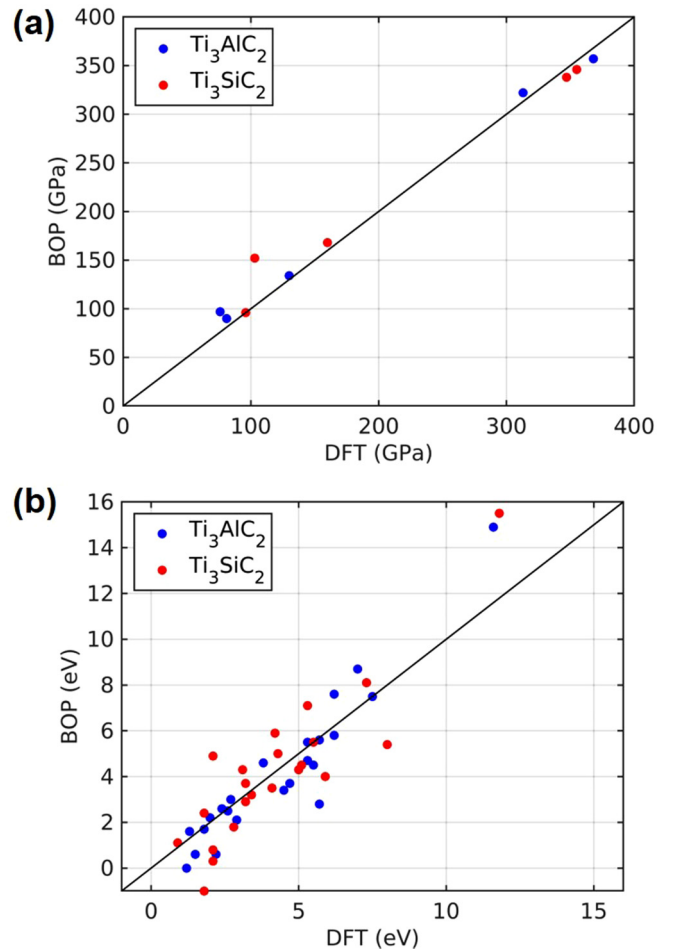 (a)
400
350
300
250
200
150
100
50
0
BOP (GPa)
Ti₃AlC₂
Ti₃SiC₂
0 100 200 300 400
DFT (GPa)
(b)
16
14
12
10
8
6
4
2
0
BOP (eV)
Ti₃AlC₂
Ti₃SiC₂
0 5 10 15
DFT (eV)